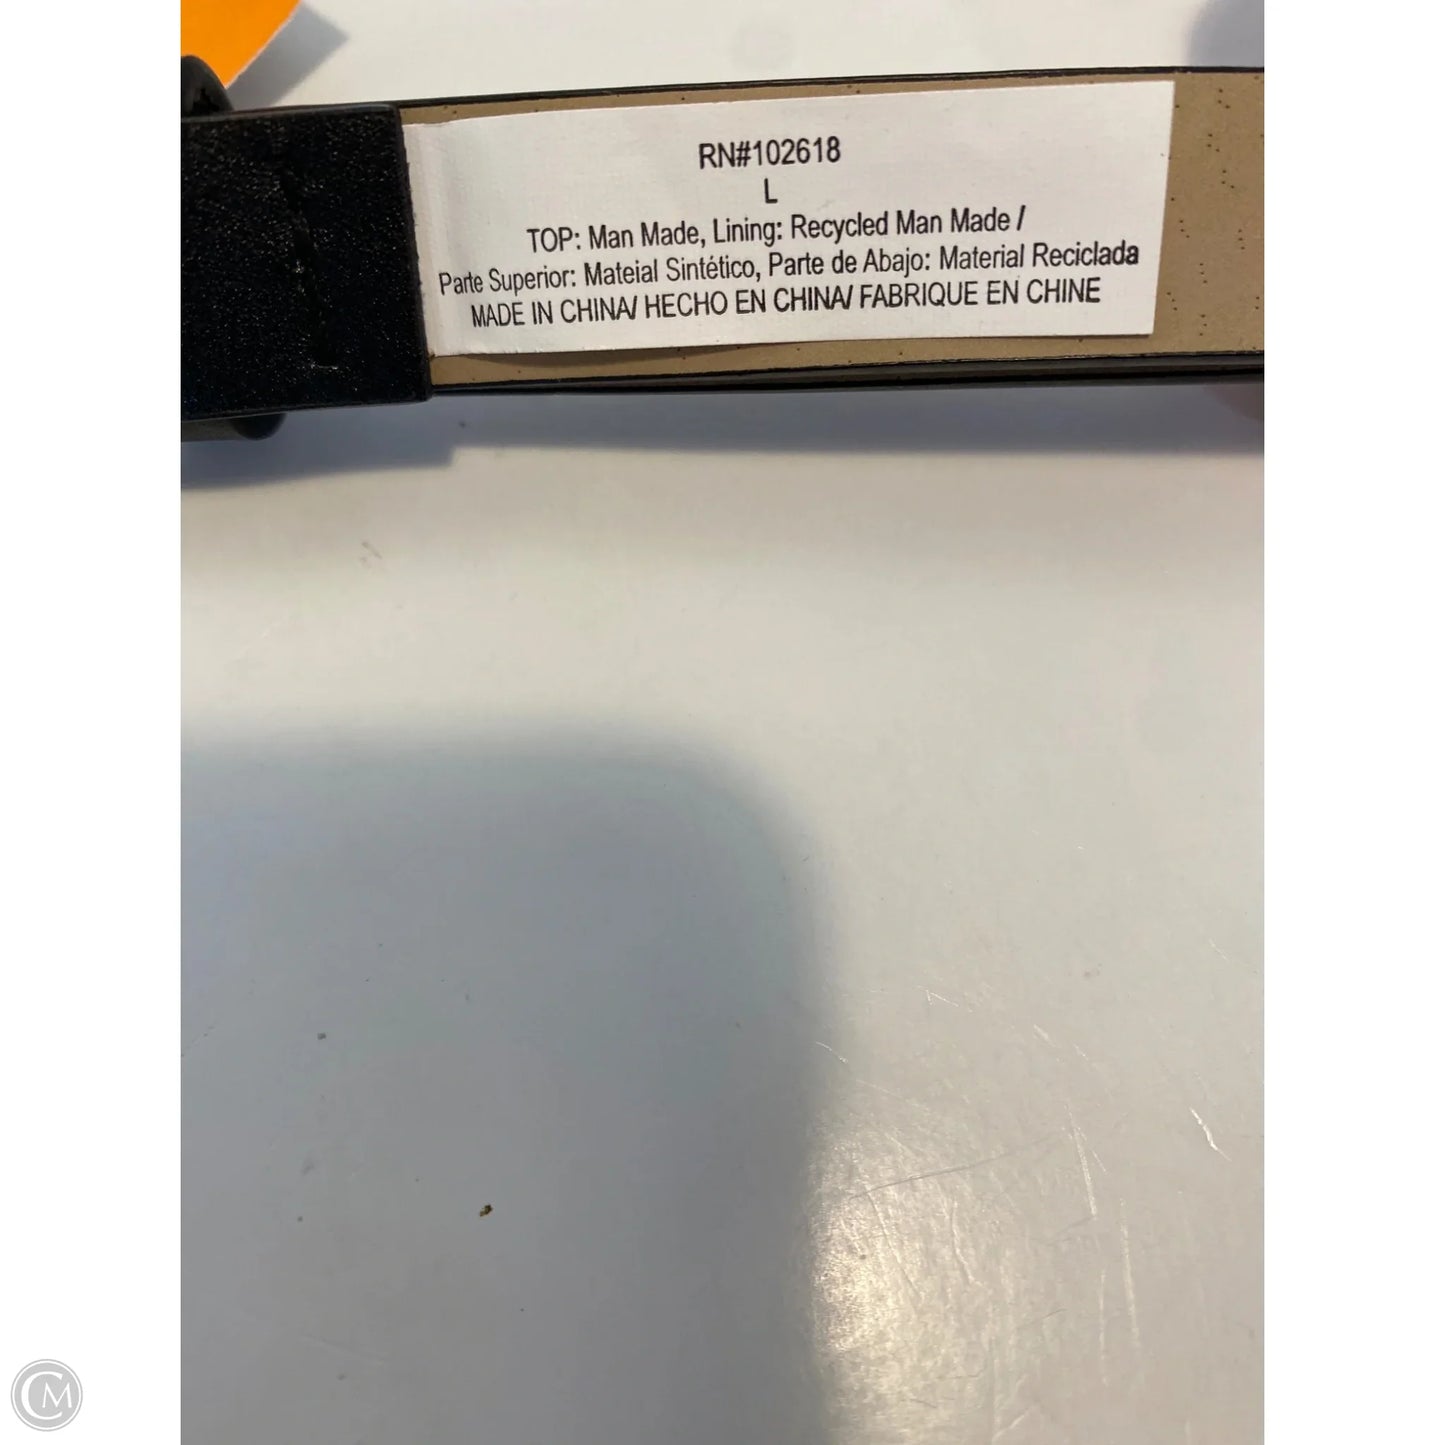 RN#102618
L
TOP: Man Made, Lining: Recycled Man Made /
Parte Superior: Mateial Sintético, Parte de Abajo: Material Reciclada
MADE IN CHINA/ HECHO EN CHINA/ FABRIQUE EN CHINE
CM